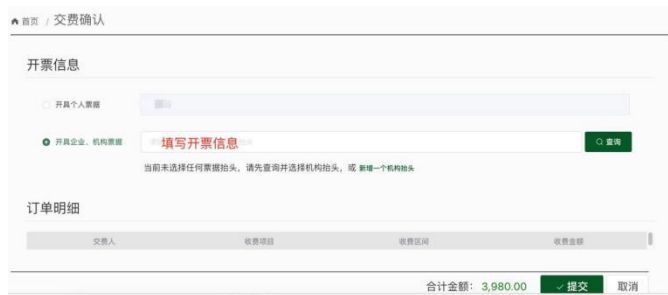 首页 / 交费确认
开票信息
开具个人票据
开具企业、机构票据 填写开票信息 查询
当前未选择任何票据抬头，请先查询并选择机构抬头，或 新增一个机构抬头
订单明细
交费人 收费项目 收费区间 收费金额
合计金额： 3,980.00 提交 取消